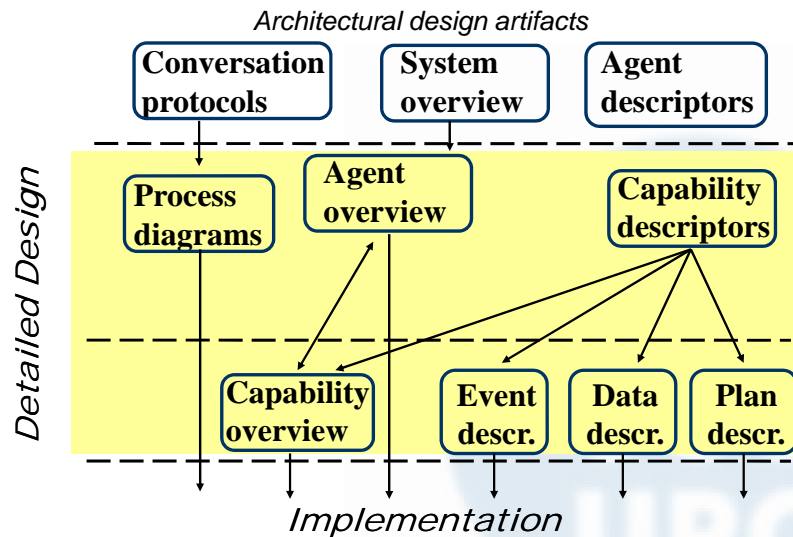 Architectural design artifacts
Conversation
protocols
System
overview
Agent
descriptors
Detailed Design
Process
diagrams
Agent
overview
Capability
descriptors
Capability
overview
Event
descr.
Data
descr.
Plan
descr.
Implementation